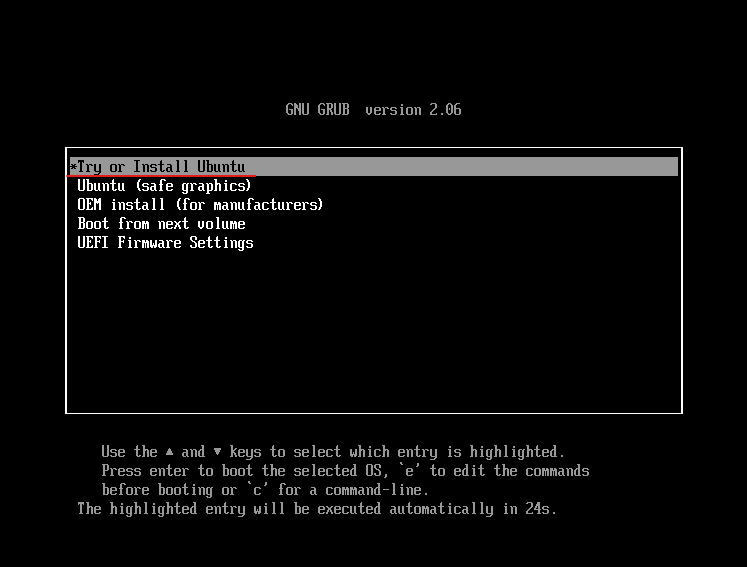 GNU GRUB  version 2.06
*Try or Install Ubuntu
Ubuntu (safe graphics)
OEM install (for manufacturers)
Boot from next volume
UEFI Firmware Settings
Use the ▲ and ▼ keys to select which entry is highlighted.
Press enter to boot the selected OS, `e' to edit the commands
before booting or `c' for a command-line.
The highlighted entry will be executed automatically in 24s.